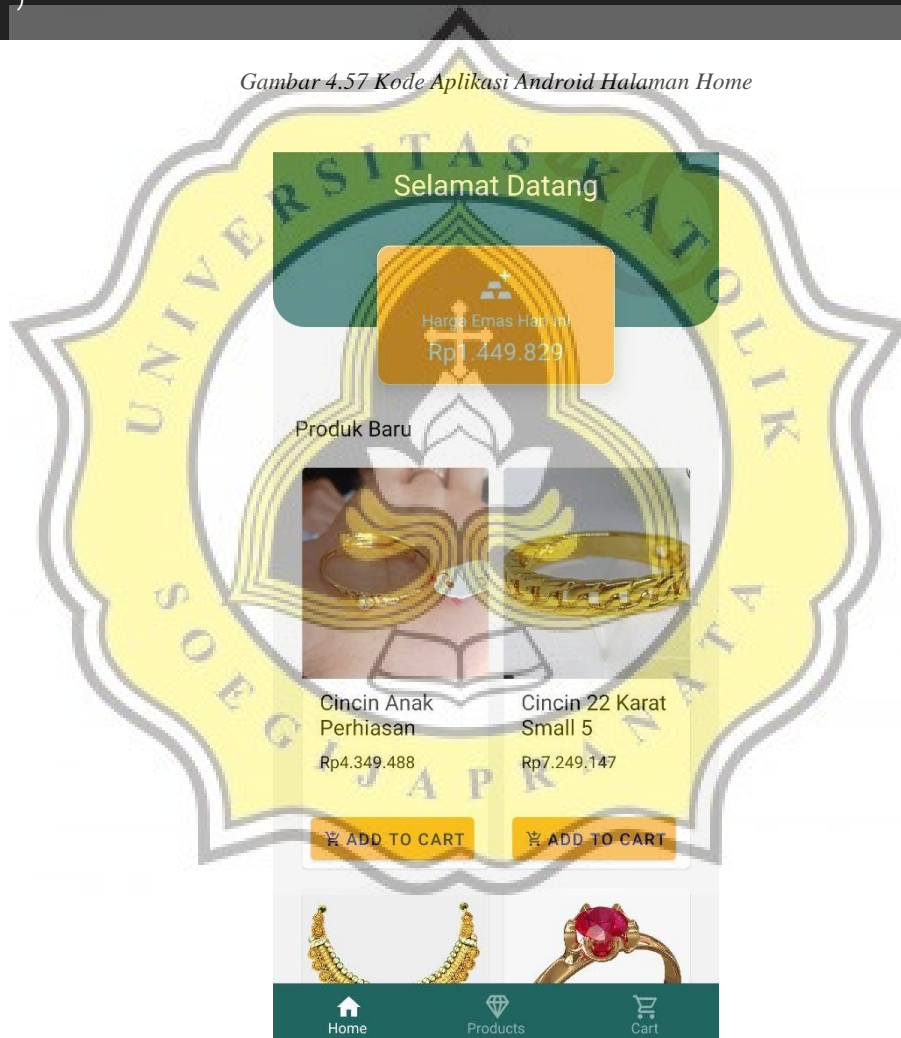 )
Gambar 4.57 Kode Aplikasi Android Halaman Home
UNIVERSITAS KATOLIK
Selamat Datang
Harga Emas Hari Ini
Rp1.449.829
Produk Baru
Cincin Anak
Perhiasan
Rp4.349.488
ADD TO CART
Cincin 22 Karat
Small 5
Rp7.249.147
ADD TO CART
SOEGIJAPRANATA
Home
Products
Cart